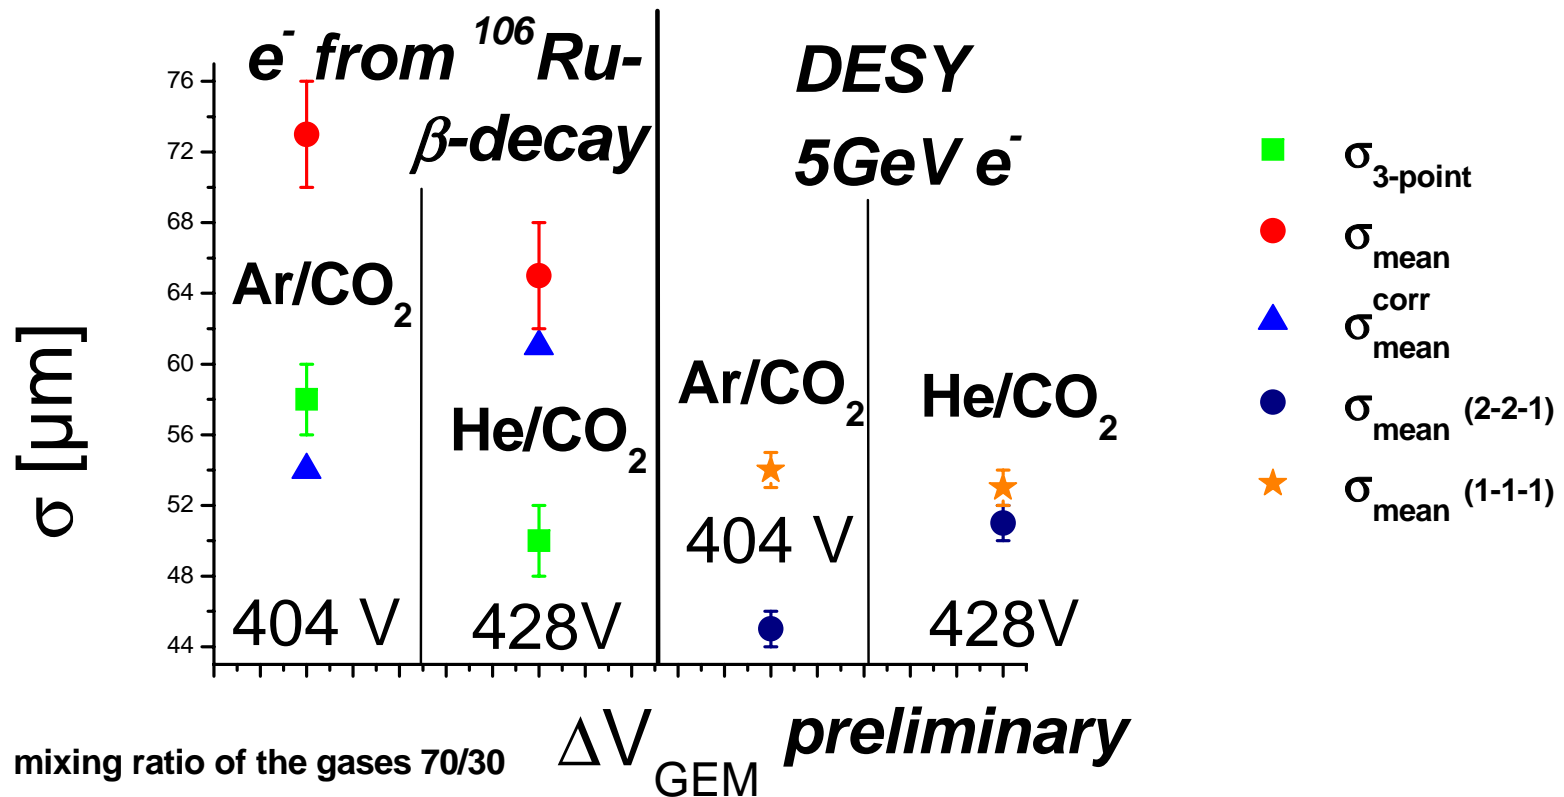 e- from 106Ru-
β-decay
DESY
5GeV e-
76
72
68
64
60
56
52
48
44
σ [μm]
Ar/CO2
404 V
He/CO2
428V
Ar/CO2
404 V
He/CO2
428V
σ3-point
σmean
σmean corr
σmean (2-2-1)
σmean (1-1-1)
ΔVGEM
preliminary
mixing ratio of the gases 70/30